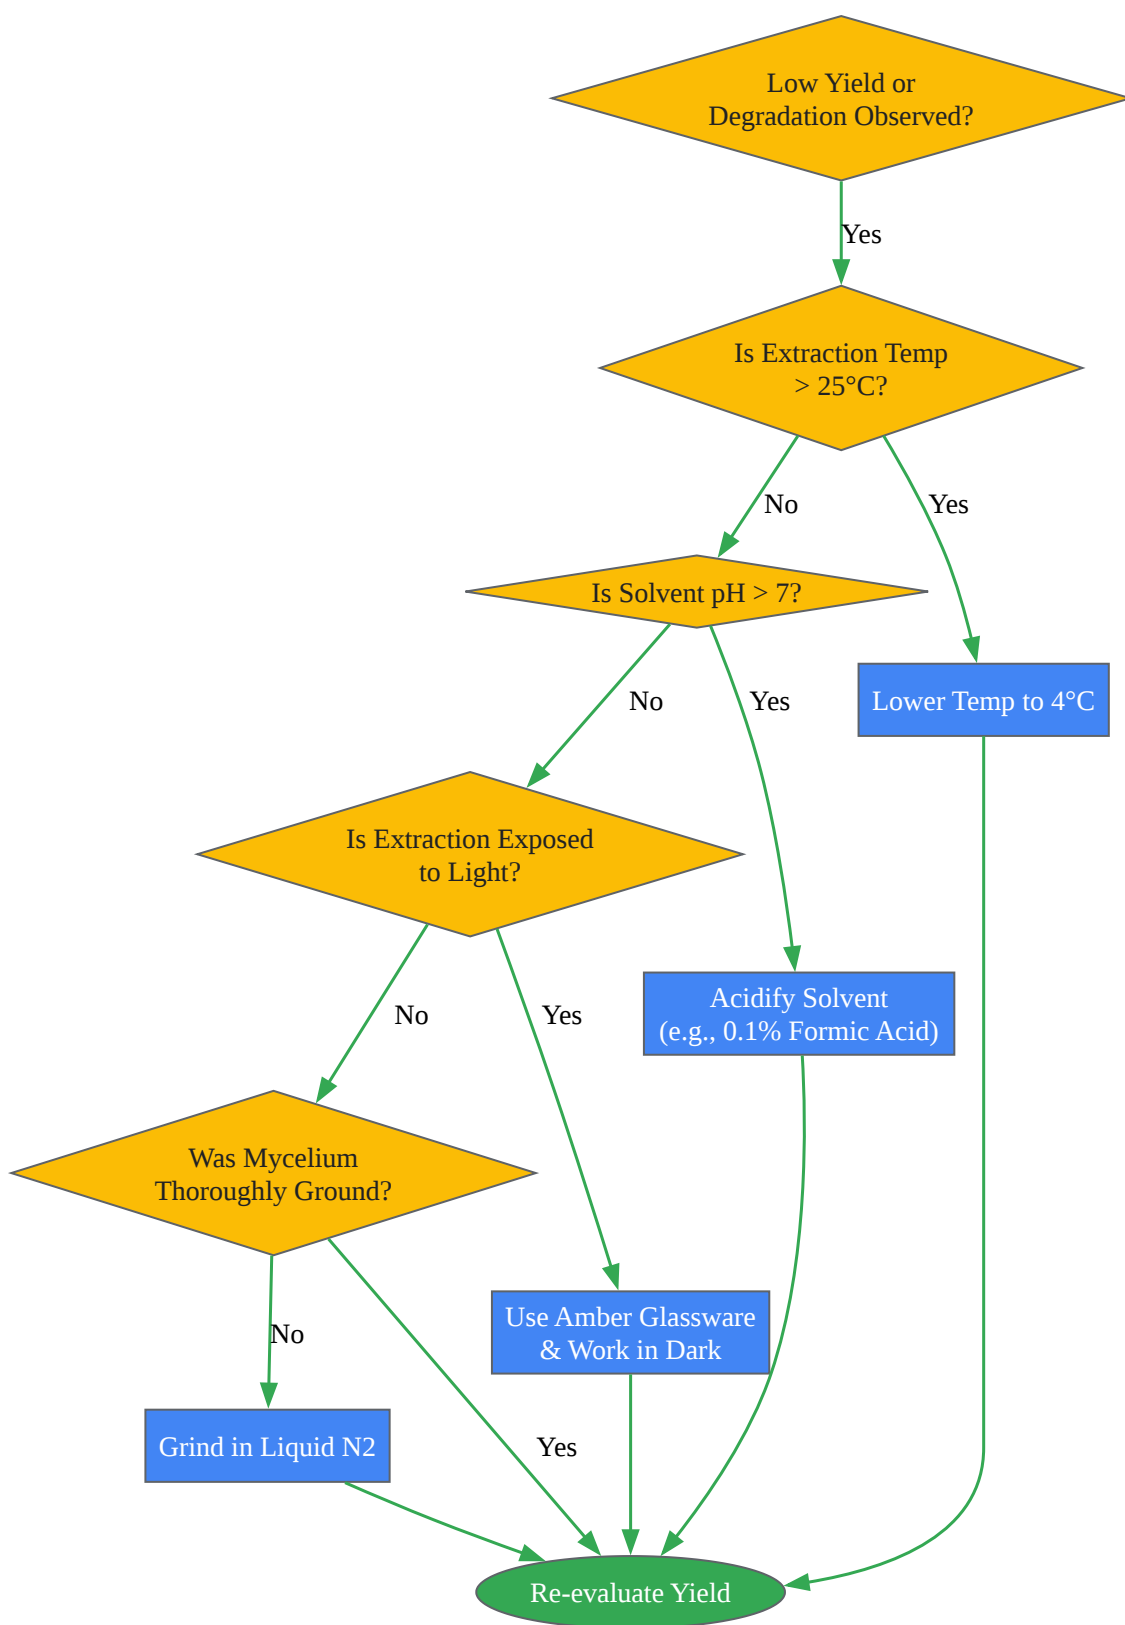 Low Yield or
Degradation Observed?
Yes
Is Extraction Temp
> 25°C?
No
Yes
Is Solvent pH > 7?
No
Yes
Lower Temp to 4°C
Is Extraction Exposed
to Light?
No
Yes
Acidify Solvent
(e.g., 0.1% Formic Acid)
Was Mycelium
Thoroughly Ground?
No
Yes
Use Amber Glassware
& Work in Dark
Grind in Liquid N2
Re-evaluate Yield